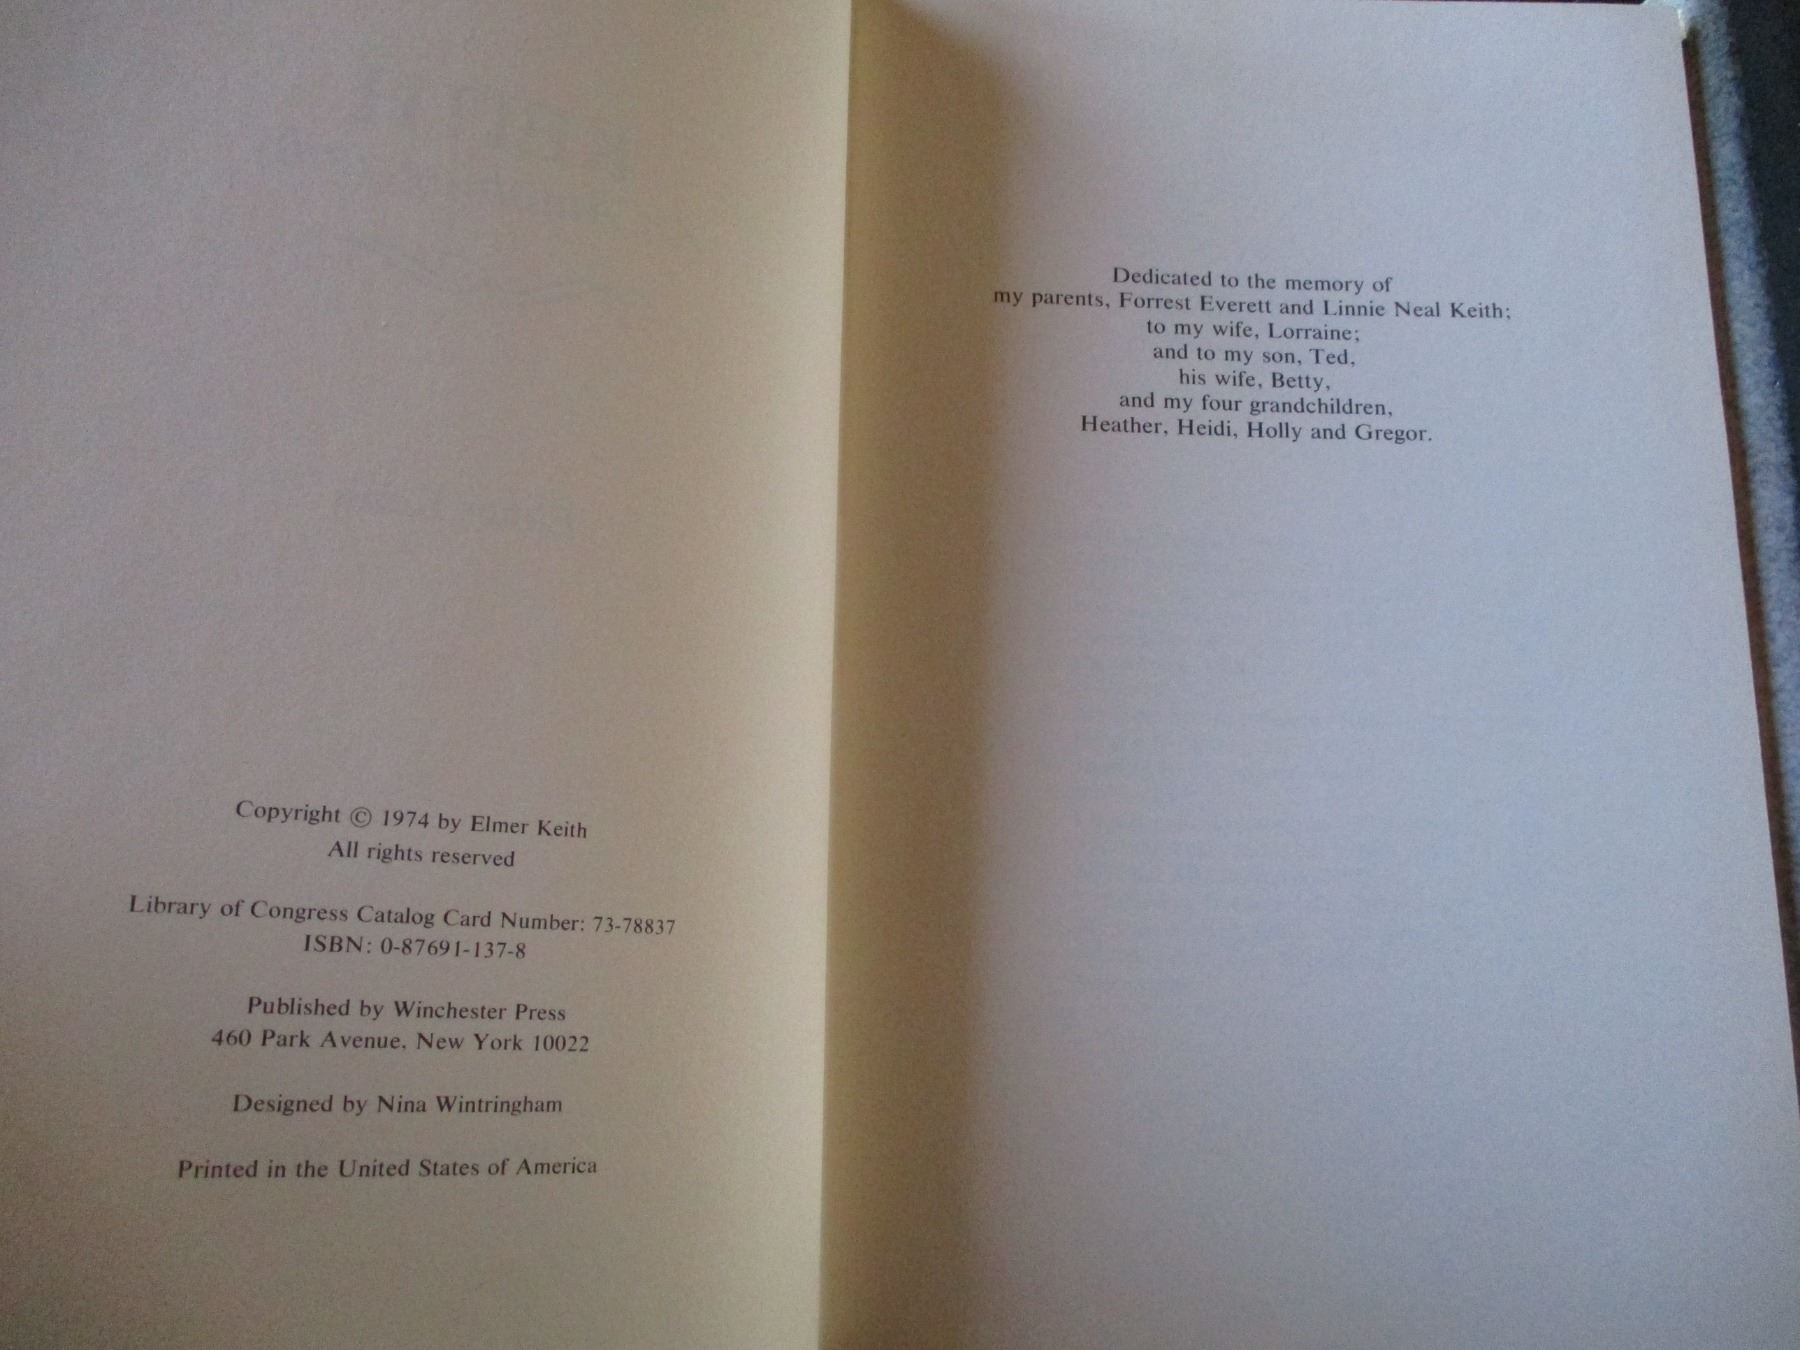 Copyright © 1974 by Elmer Keith
All rights reserved
Library of Congress Catalog Card Number: 73-78837
ISBN: 0-87691-137-8
Published by Winchester Press
460 Park Avenue, New York 10022
Designed by Nina Wintringham
Printed in the United States of America
Dedicated to the memory of
my parents, Forrest Everett and Linnie Neal Keith;
to my wife, Lorraine;
and to my son, Ted,
his wife, Betty,
and my four grandchildren,
Heather, Heidi, Holly and Gregor.